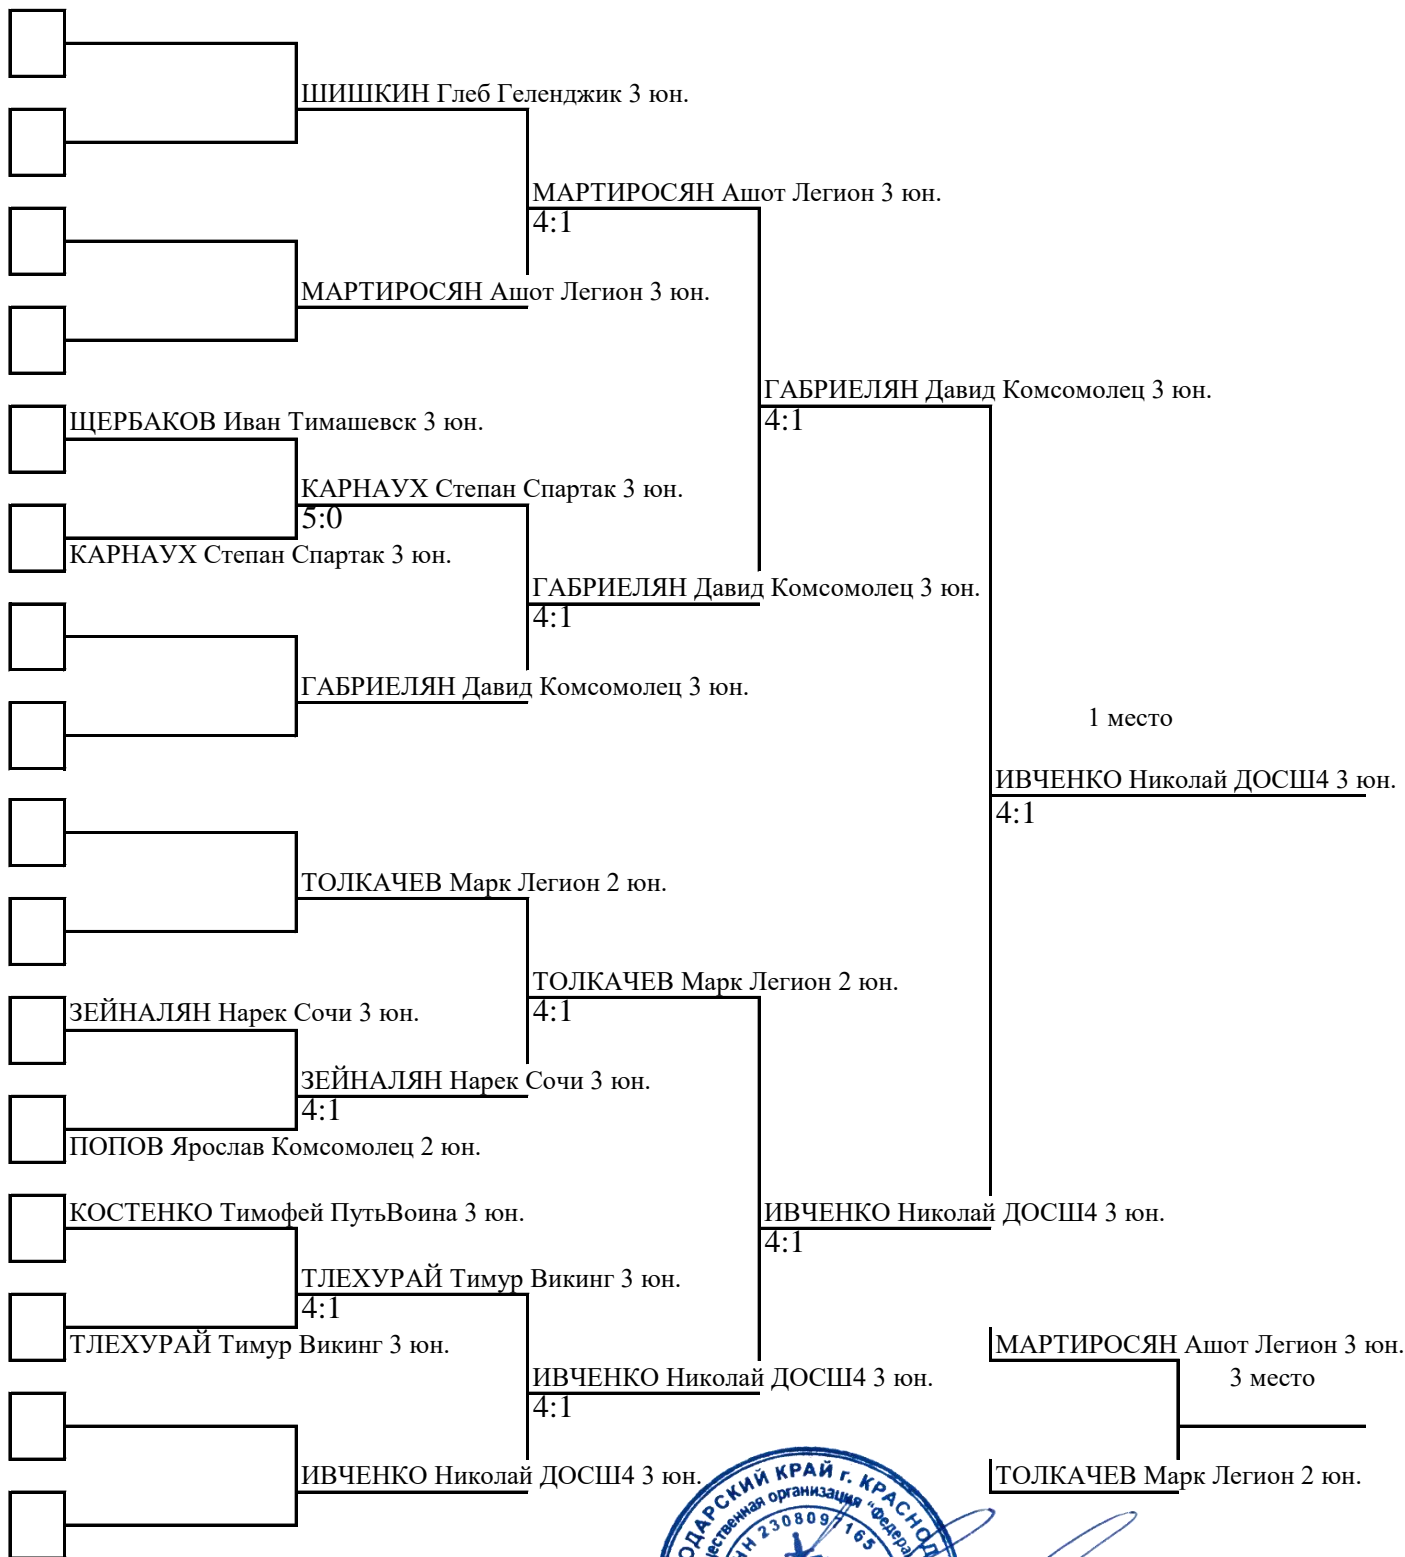 ШИШКИН Глеб Геленджик 3 юн.
МАРТИРОСЯН Ашот Легион 3 юн.
4:1
МАРТИРОСЯН Ашот Легион 3 юн.
ГАБРИЕЛЯН Давид Комсомолец 3 юн.
4:1
ЩЕРБАКОВ Иван Тимашевск 3 юн.
КАРНАУХ Степан Спартак 3 юн.
5:0
КАРНАУХ Степан Спартак 3 юн.
ГАБРИЕЛЯН Давид Комсомолец 3 юн.
4:1
ГАБРИЕЛЯН Давид Комсомолец 3 юн.
1 место
ИВЧЕНКО Николай ДОСШ4 3 юн.
4:1
ТОЛКАЧЕВ Марк Легион 2 юн.
ТОЛКАЧЕВ Марк Легион 2 юн.
4:1
ЗЕЙНАЛЯН Нарек Сочи 3 юн.
ЗЕЙНАЛЯН Нарек Сочи 3 юн.
4:1
ПОПОВ Ярослав Комсомолец 2 юн.
КОСТЕНКО Тимофей ПутьВоина 3 юн.
ИВЧЕНКО Николай ДОСШ4 3 юн.
4:1
ТЛЕХУРАЙ Тимур Викинг 3 юн.
4:1
ТЛЕХУРАЙ Тимур Викинг 3 юн.
МАРТИРОСЯН Ашот Легион 3 юн.
3 место
ИВЧЕНКО Николай ДОСШ4 3 юн.
4:1
ИВЧЕНКО Николай ДОСШ4 3 юн.
ТОЛКАЧЕВ Марк Легион 2 юн.
КРАЙ г.
организация
2308097165